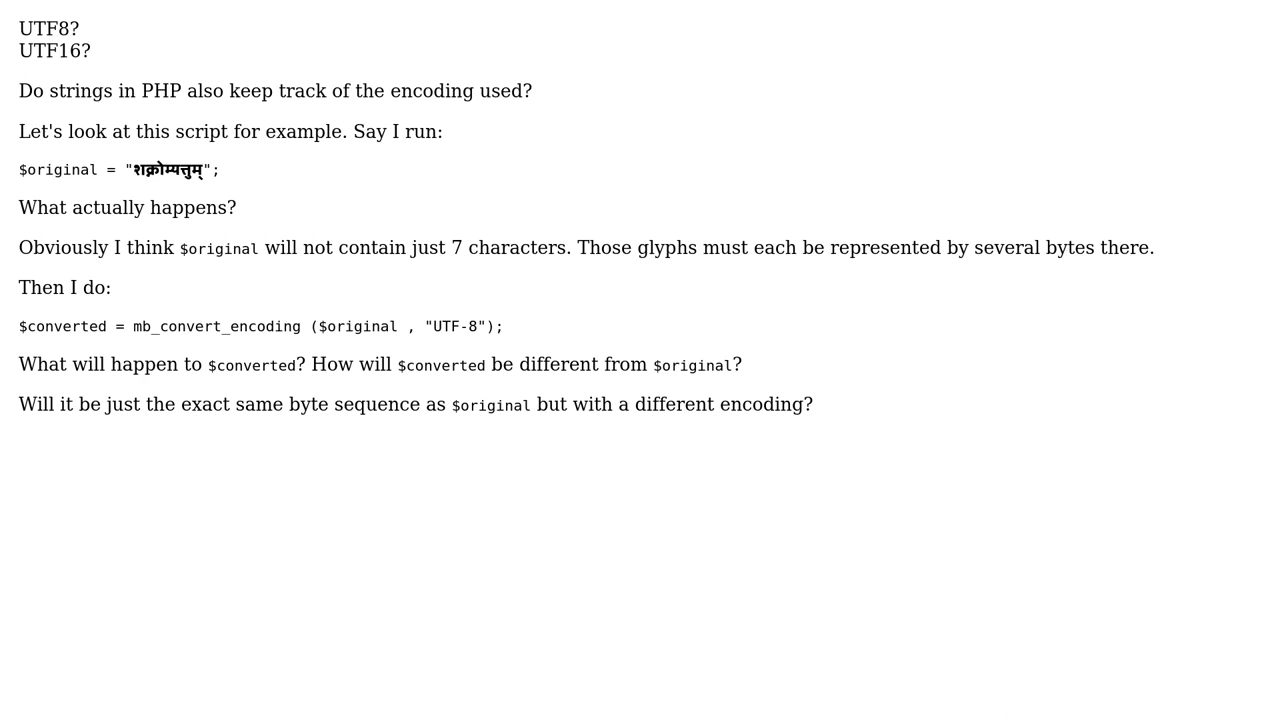 UTF8?
UTF16?
Do strings in PHP also keep track of the encoding used?
Let's look at this script for example. Say I run:
$original = "शक्नोम्यत्तुम्";
What actually happens?
Obviously I think $original will not contain just 7 characters. Those glyphs must each be represented by several bytes there.
Then I do:
$converted = mb_convert_encoding ($original , "UTF-8");
What will happen to $converted? How will $converted be different from $original?
Will it be just the exact same byte sequence as $original but with a different encoding?